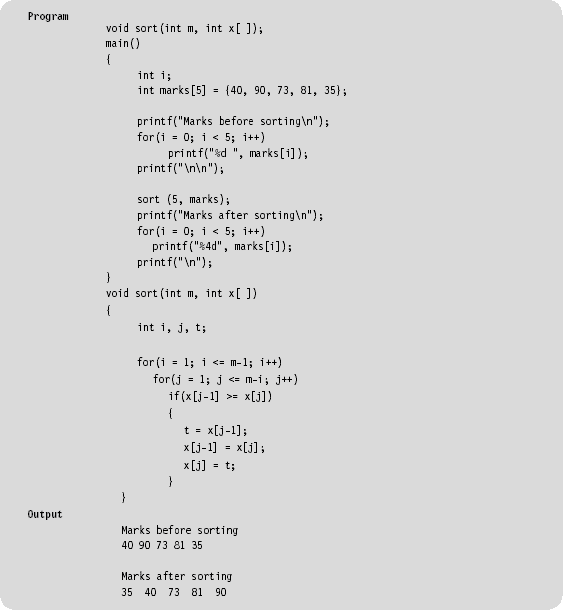 Program
void sort(int m, int x[ ]);
main()
{
int i;
int marks[5] = {40, 90, 73, 81, 35};
printf("Marks before sorting\n");
for(i = 0; i < 5; i++)
printf("%d ", marks[i]);
printf("\n\n");
sort (5, marks);
printf("Marks after sorting\n");
for(i = 0; i < 5; i++)
printf("%4d", marks[i]);
printf("\n");
}
void sort(int m, int x[ ])
{
int i, j, t;
for(i = 1; i <= m-1; i++)
for(j = 1; j <= m-i; j++)
if(x[j-1] >= x[j])
{
t = x[j-1];
x[j-1] = x[j];
x[j] = t;
}
}
Output
Marks before sorting
40 90 73 81 35
Marks after sorting
35 40 73 81 90